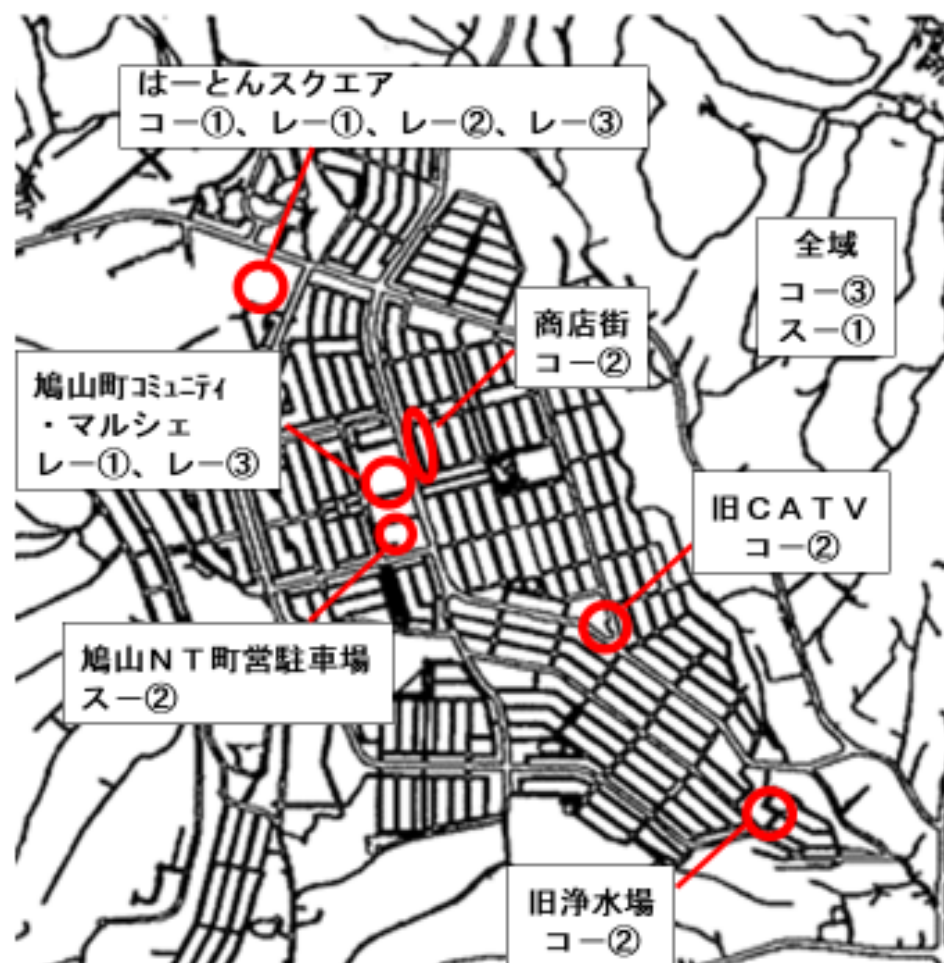 はーとんスクエア
コー①、レー①、レー②、レー③
全域
コー③
スー①
商店街
コー②
鳩山町ｺﾐｭﾆﾃｨ
・マルシェ
レー①、レー③
旧ＣＡＴＶ
コー②
鳩山ＮＴ町営駐車場
スー②
旧浄水場
コー②